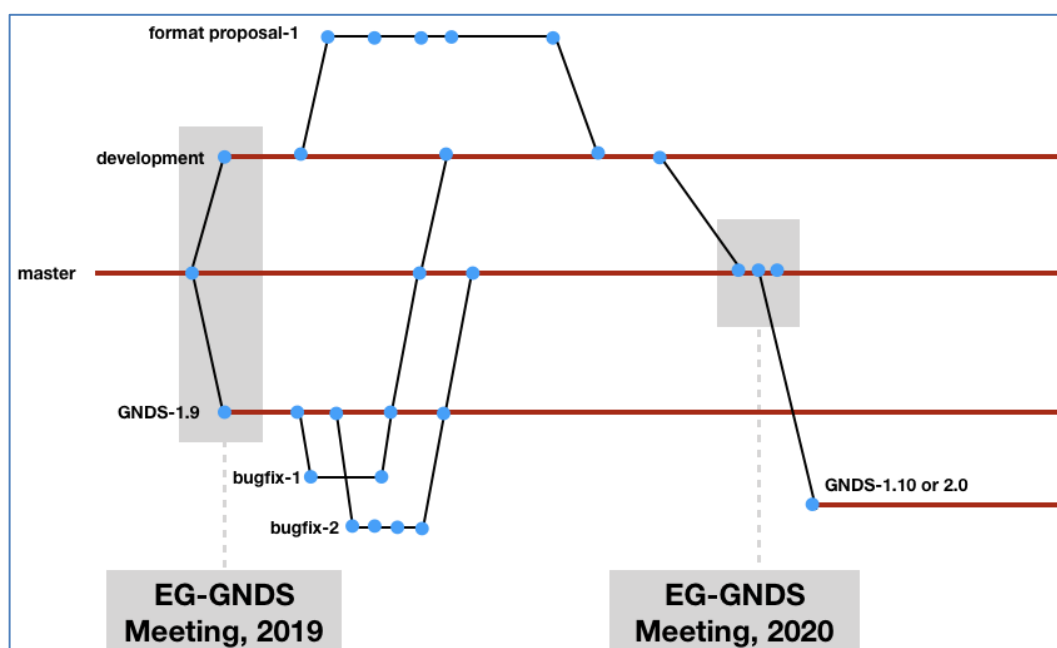 format proposal-1
development
master
GNDS-1.9
bugfix-1
GNDS-1.10 or 2.0
bugfix-2
EG-GNDS
Meeting, 2019
EG-GNDS
Meeting, 2020